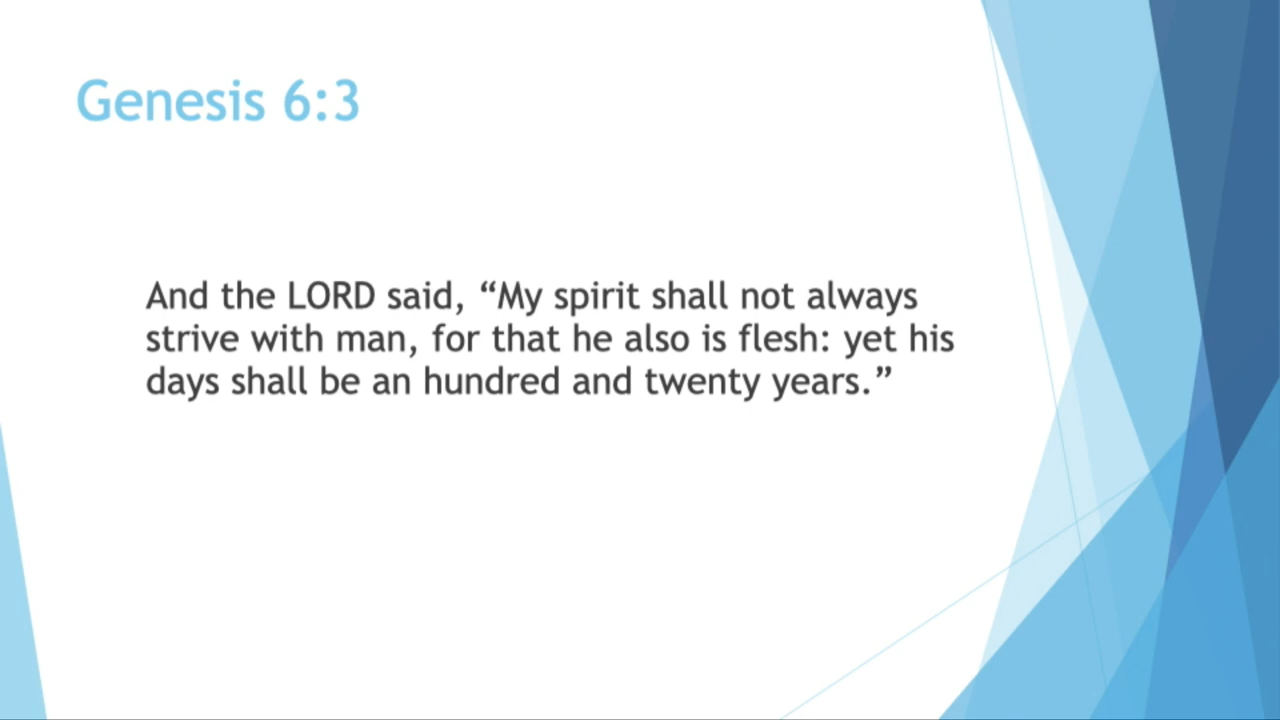 Genesis 6:3
And the LORD said, “My spirit shall not always
strive with man, for that he also is flesh: yet his
days shall be an hundred and twenty years.”